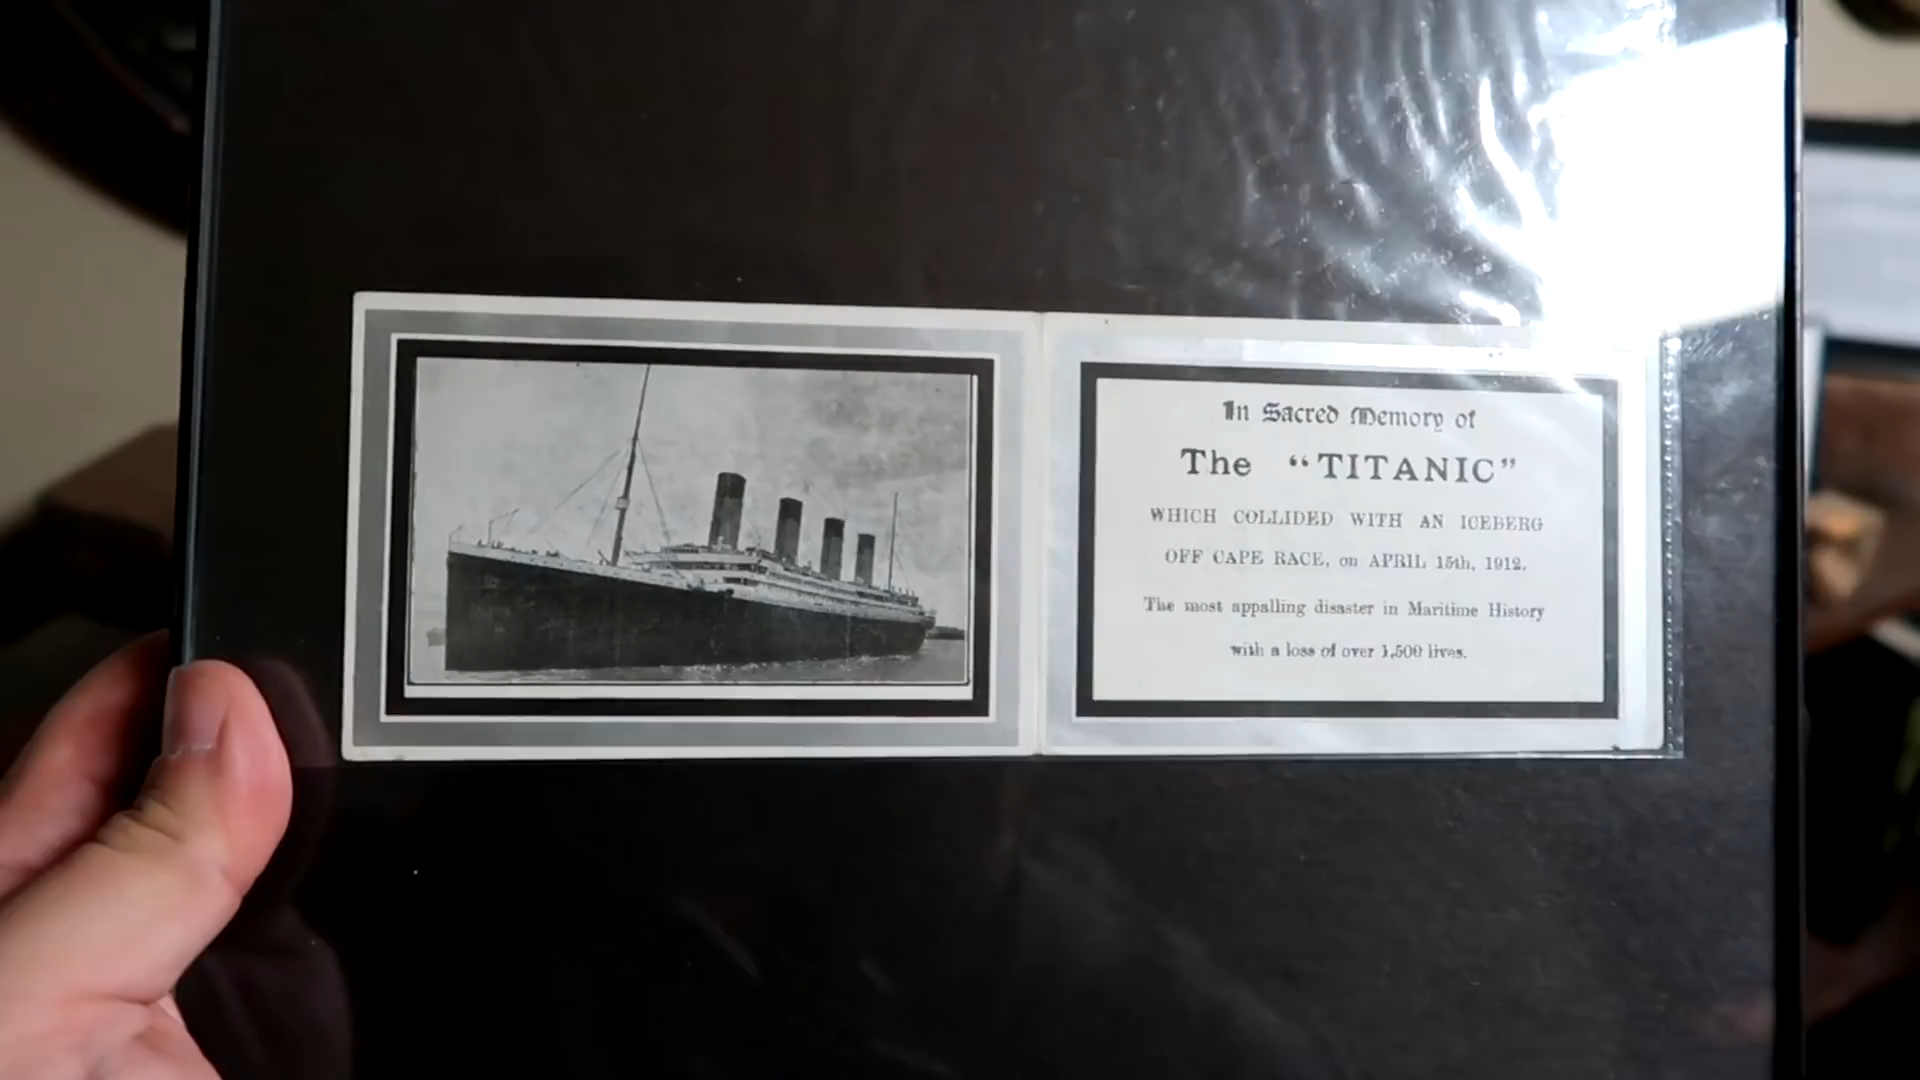 In Sacred Memory of
The “TITANIC”
WHICH COLLIDED WITH AN ICEBERG
OFF CAPE RACE, on APRIL 15th, 1912.
The most appalling disaster in Maritime History
with a loss of over 1,500 lives.